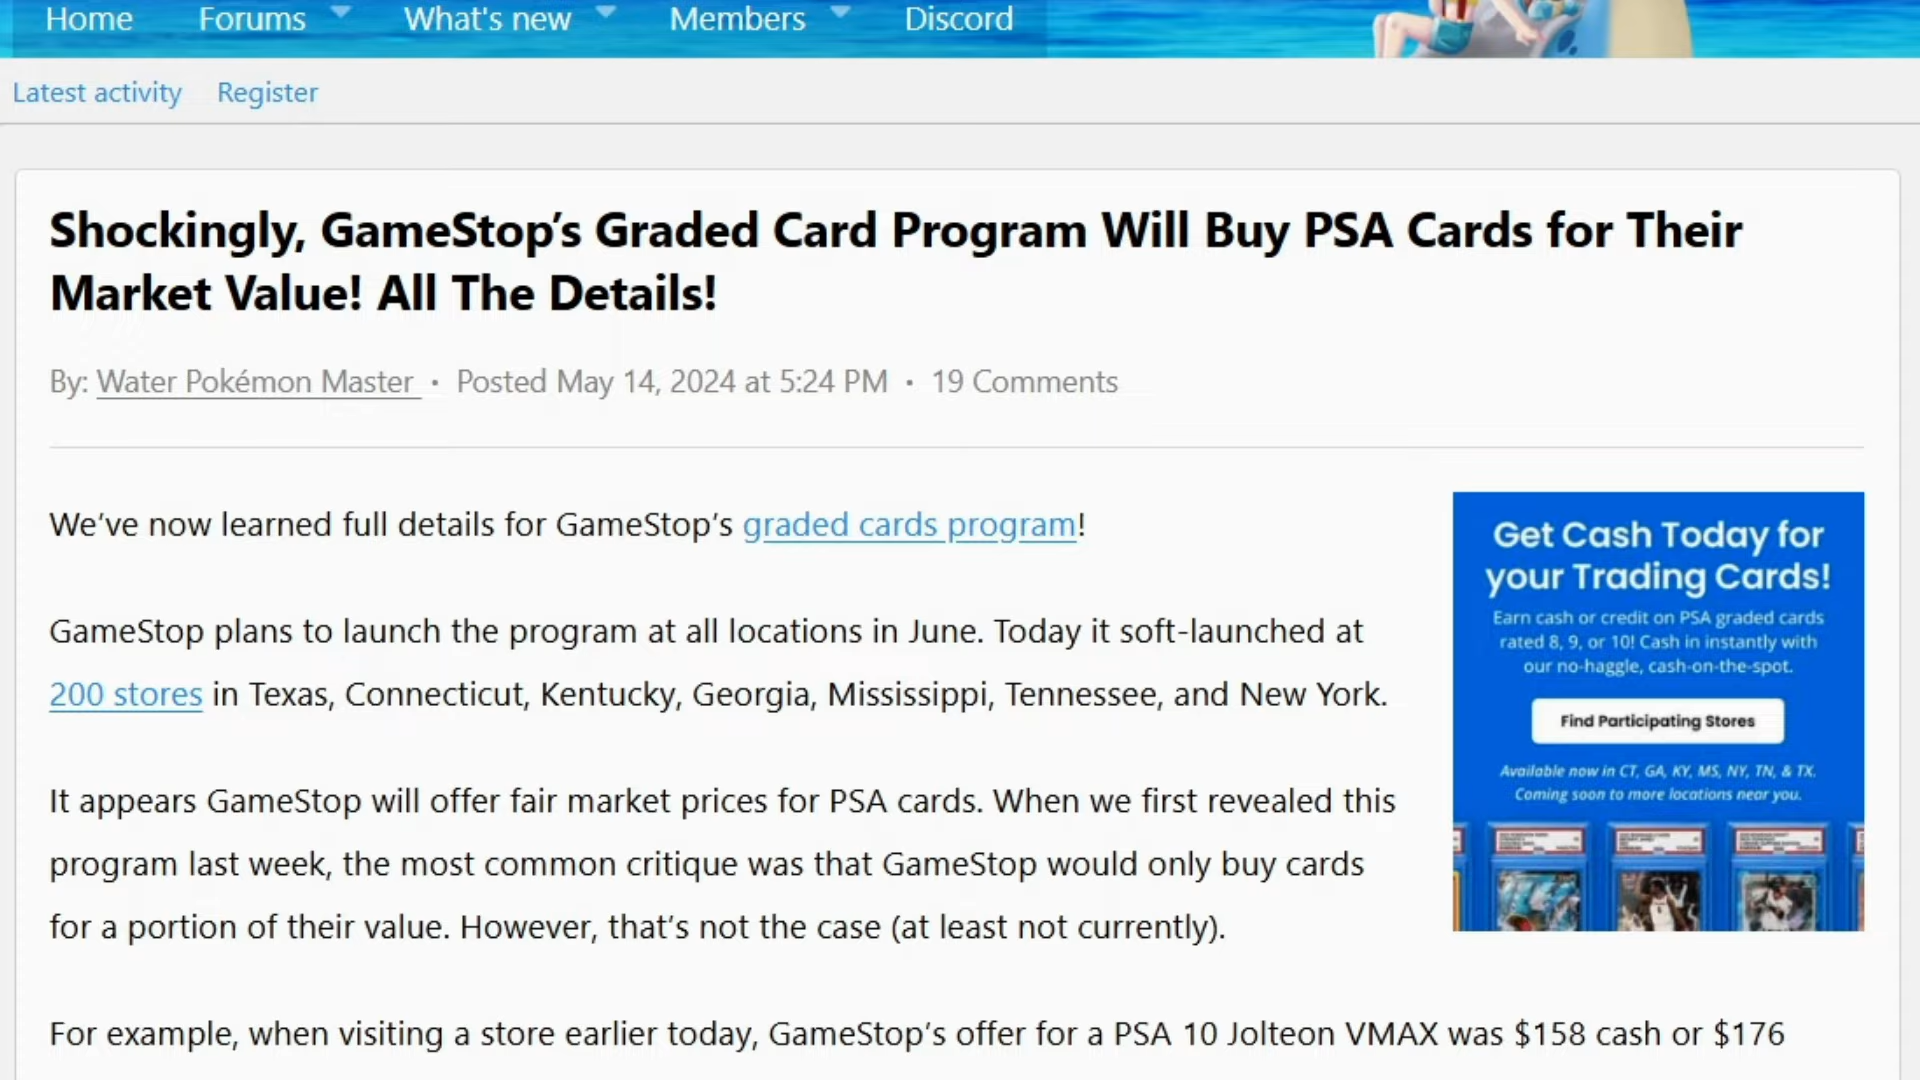 Home Forums What's new Members Discord
Latest activity Register
Shockingly, GameStop’s Graded Card Program Will Buy PSA Cards for Their
Market Value! All The Details!
By: Water Pokémon Master • Posted May 14, 2024 at 5:24 PM • 19 Comments
We’ve now learned full details for GameStop’s graded cards program!
GameStop plans to launch the program at all locations in June. Today it soft-launched at
200 stores in Texas, Connecticut, Kentucky, Georgia, Mississippi, Tennessee, and New York.
It appears GameStop will offer fair market prices for PSA cards. When we first revealed this
program last week, the most common critique was that GameStop would only buy cards
for a portion of their value. However, that’s not the case (at least not currently).
For example, when visiting a store earlier today, GameStop’s offer for a PSA 10 Jolteon VMAX was $158 cash or $176
Get Cash Today for
your Trading Cards!
Earn cash or credit on PSA graded cards
rated 8, 9, or 10! Cash in instantly with
our no-haggle, cash-on-the-spot.
Find Participating Stores
Available now in CT, GA, KY, MS, NY, TN, & TX.
Coming soon to more locations near you.